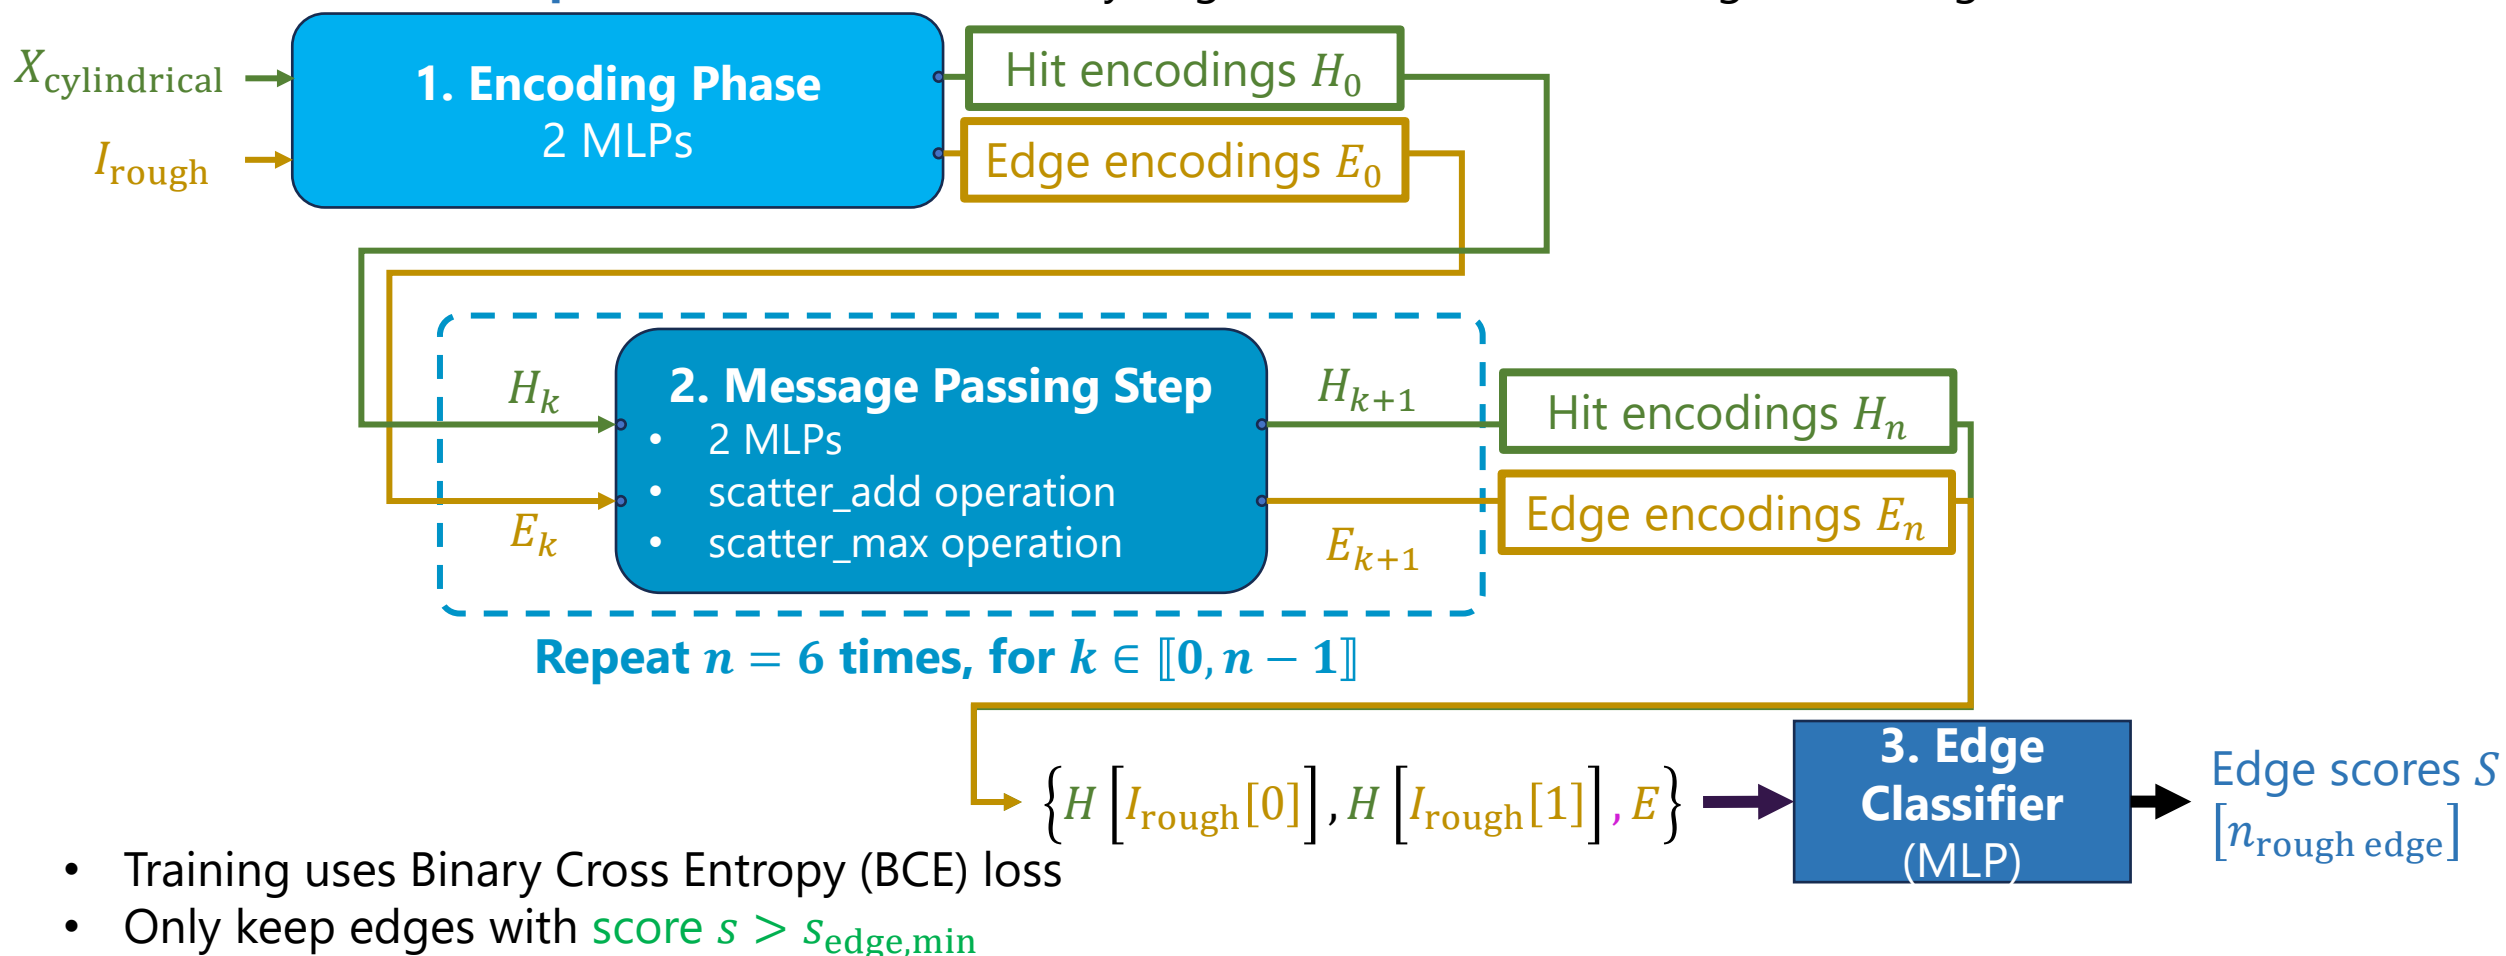 X_cylindrical
1. Encoding Phase
2 MLPs
I_rough
Hit encodings H_0
Edge encodings E_0
H_k
E_k
2. Message Passing Step
• 2 MLPs
• scatter_add operation
• scatter_max operation
H_{k+1}
E_{k+1}
Hit encodings H_n
Edge encodings E_n
Repeat n = 6 times, for k ∈ ⟦0, n − 1⟧
{H[I_rough[0]], H[I_rough[1]], E}
3. Edge
Classifier
(MLP)
Edge scores S
[n_rough edge]
• Training uses Binary Cross Entropy (BCE) loss
• Only keep edges with score s > s_edge,min